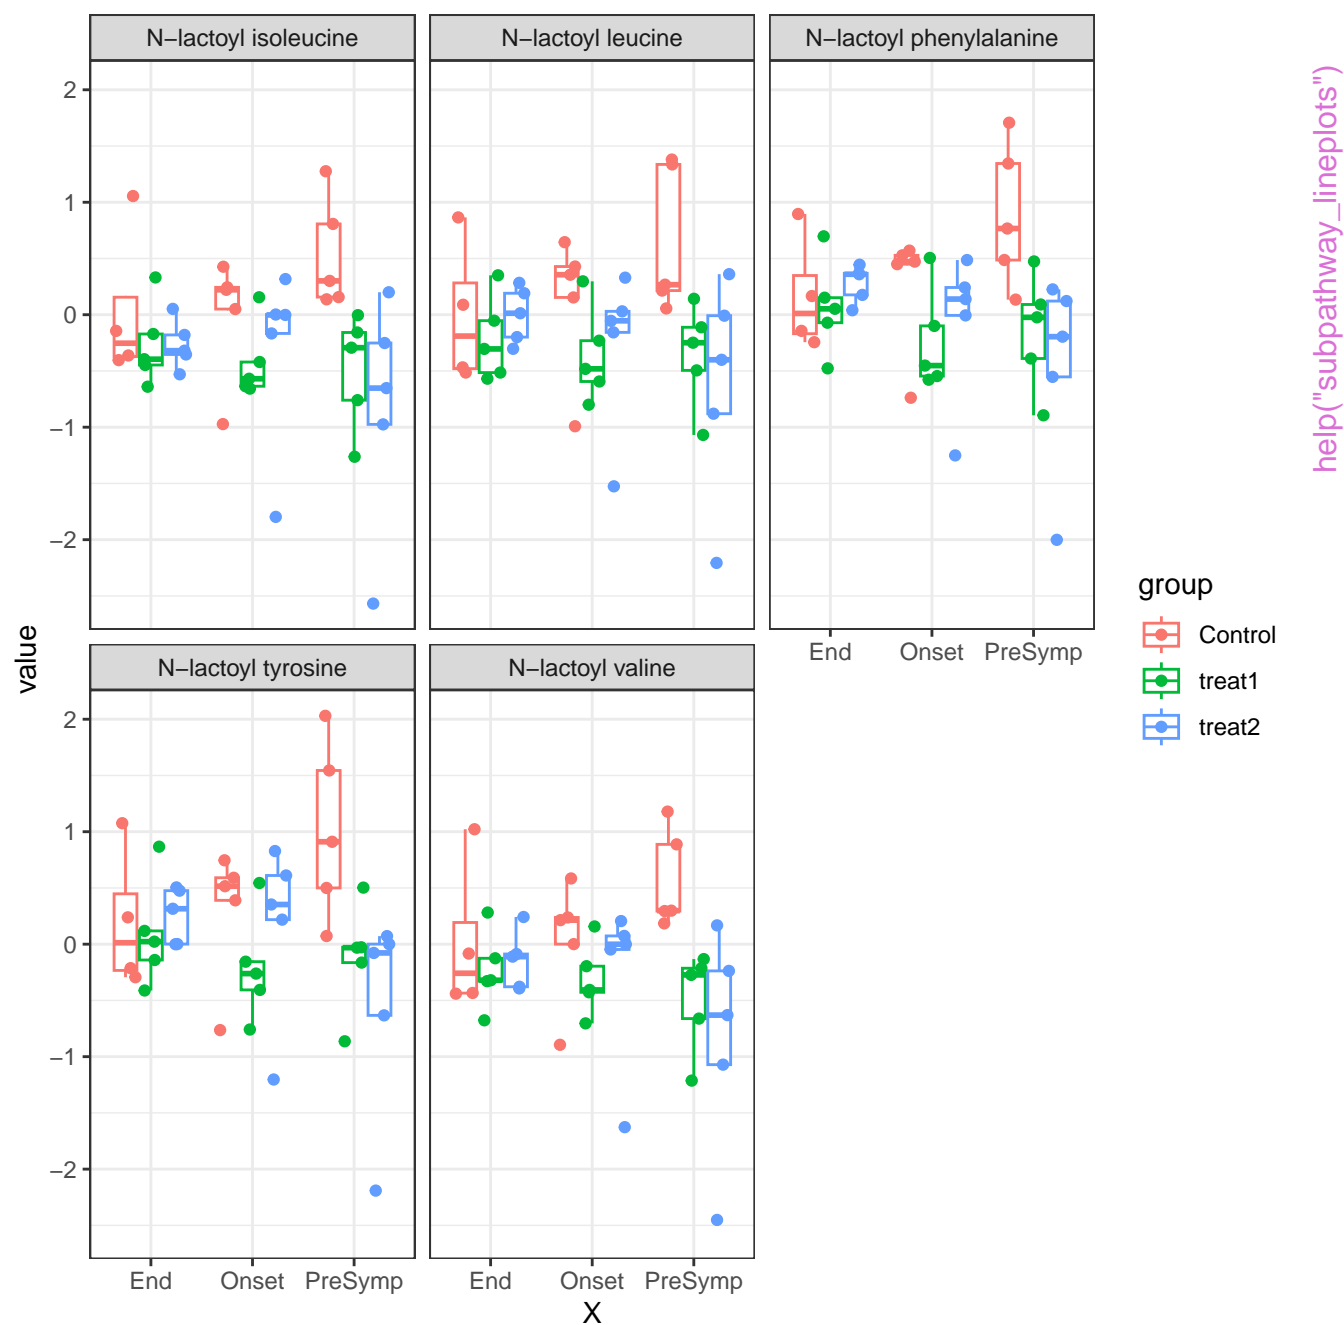 N−lactoyl isoleucine
N−lactoyl leucine
N−lactoyl phenylalanine
2
1
0
−1
−2
End
Onset
PreSymp
N−lactoyl tyrosine
N−lactoyl valine
2
1
0
−1
−2
End
Onset
PreSymp
End
Onset
PreSymp
X
value
group
Control
treat1
treat2
help("subpathway_lineplots")